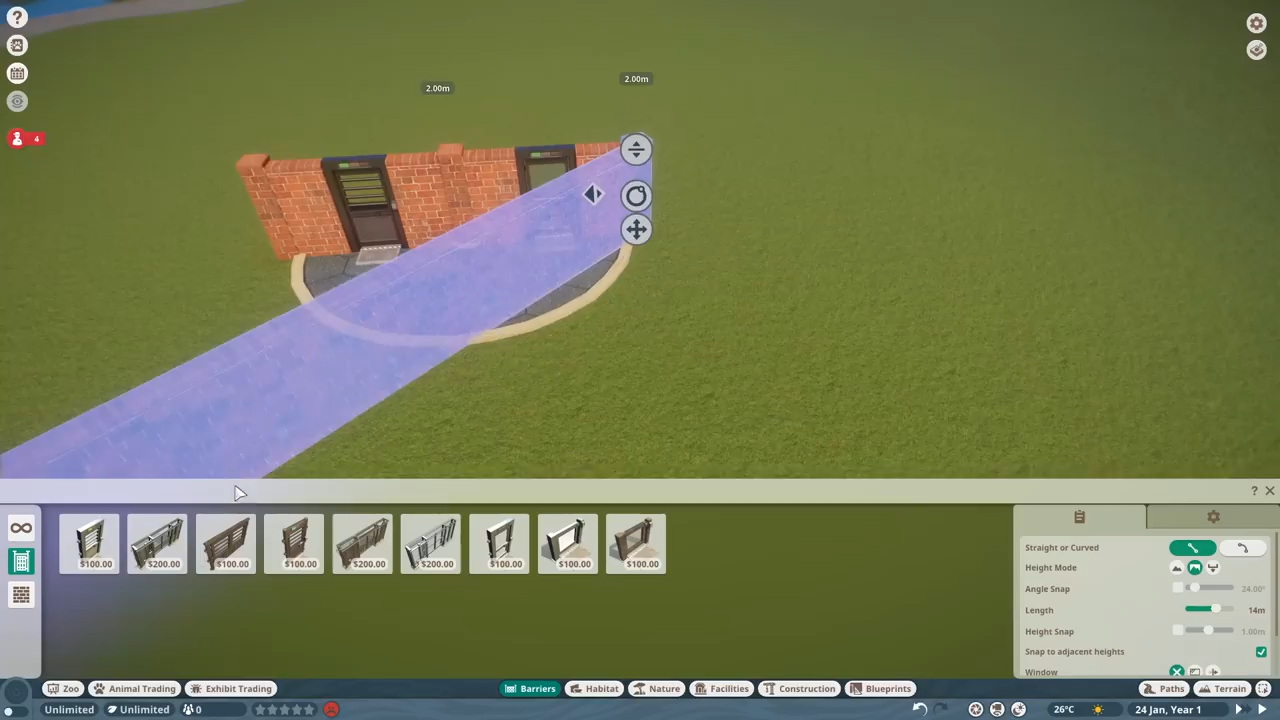 ?
4
2.00m
2.00m
? ×
$100.00
$200.00
$100.00
$100.00
$200.00
$200.00
$100.00
$100.00
$100.00
Straight or Curved
Height Mode
Angle Snap 24.00°
Length 14m
Height Snap 1.00m
Snap to adjacent heights
Window
Zoo
Animal Trading
Exhibit Trading
Barriers
Habitat
Nature
Facilities
Construction
Blueprints
Paths
Terrain
Unlimited
Unlimited
0
26°C
24 Jan, Year 1